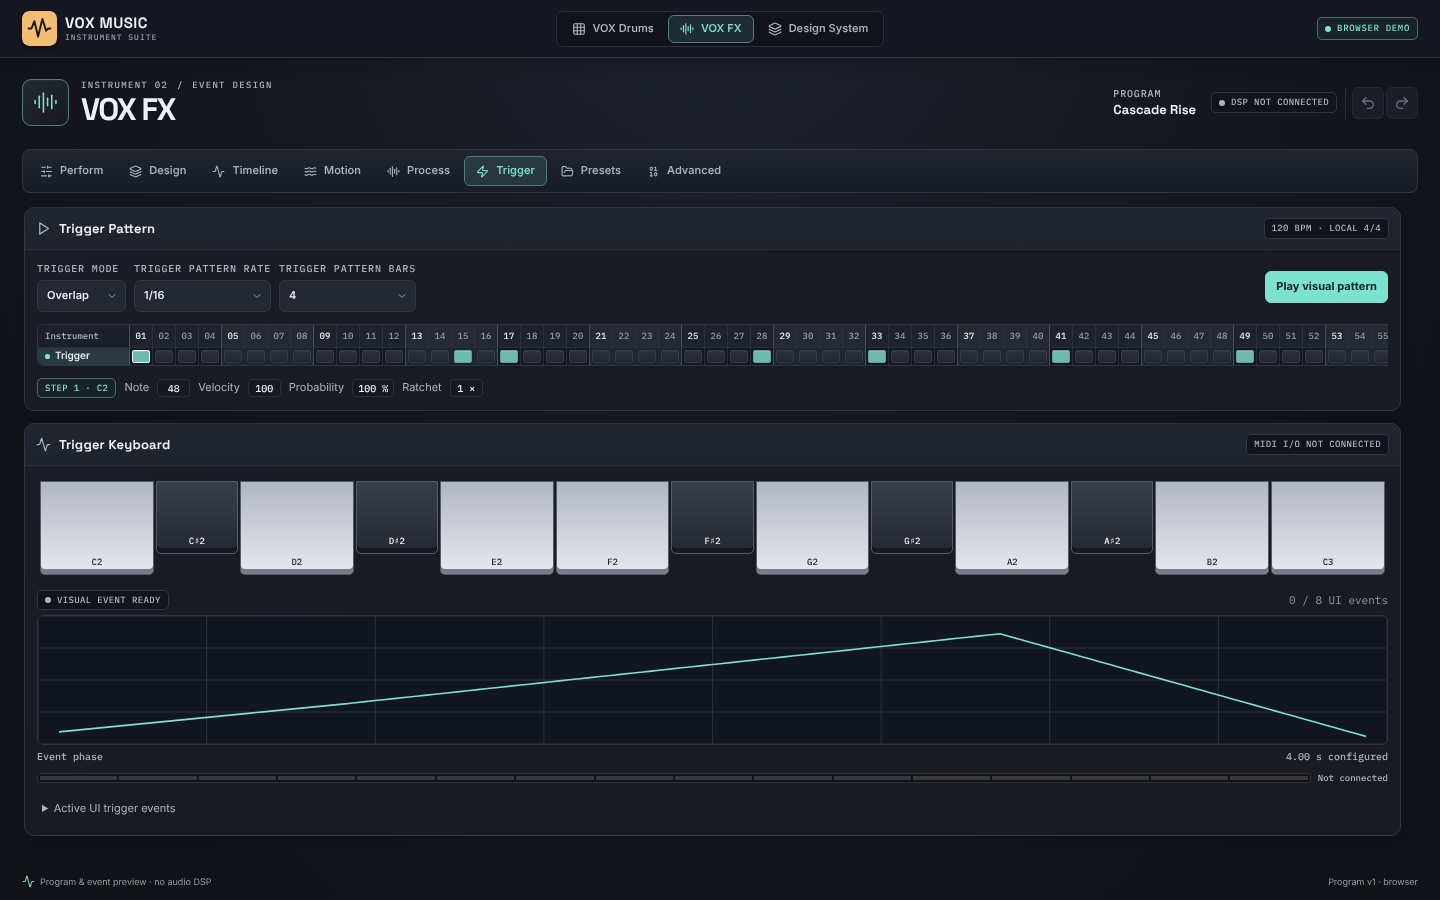 VOX MUSIC
INSTRUMENT SUITE
VOX Drums
VOX FX
Design System
BROWSER DEMO
INSTRUMENT 02 / EVENT DESIGN
VOX FX
PROGRAM
Cascade Rise
DSP NOT CONNECTED
Perform
Design
Timeline
Motion
Process
Trigger
Presets
Advanced
Trigger Pattern
120 BPM · LOCAL 4/4
TRIGGER MODE
TRIGGER PATTERN RATE
TRIGGER PATTERN BARS
Overlap
1/16
4
Play visual pattern
Instrument 01 02 03 04 05 06 07 08 09 10 11 12 13 14 15 16 17 18 19 20 21 22 23 24 25 26 27 28 29 30 31 32 33 34 35 36 37 38 39 40 41 42 43 44 45 46 47 48 49 50 51 52 53 54 55
Trigger
STEP 1 · C2
Note 48
Velocity 100
Probability 100 %
Ratchet 1 ×
Trigger Keyboard
MIDI I/O NOT CONNECTED
C2 C♯2 D2 D♯2 E2 F2 F♯2 G2 G♯2 A2 A♯2 B2 C3
VISUAL EVENT READY
0 / 8 UI events
Event phase
4.00 s configured
Not connected
Active UI trigger events
Program & event preview · no audio DSP
Program v1 · browser